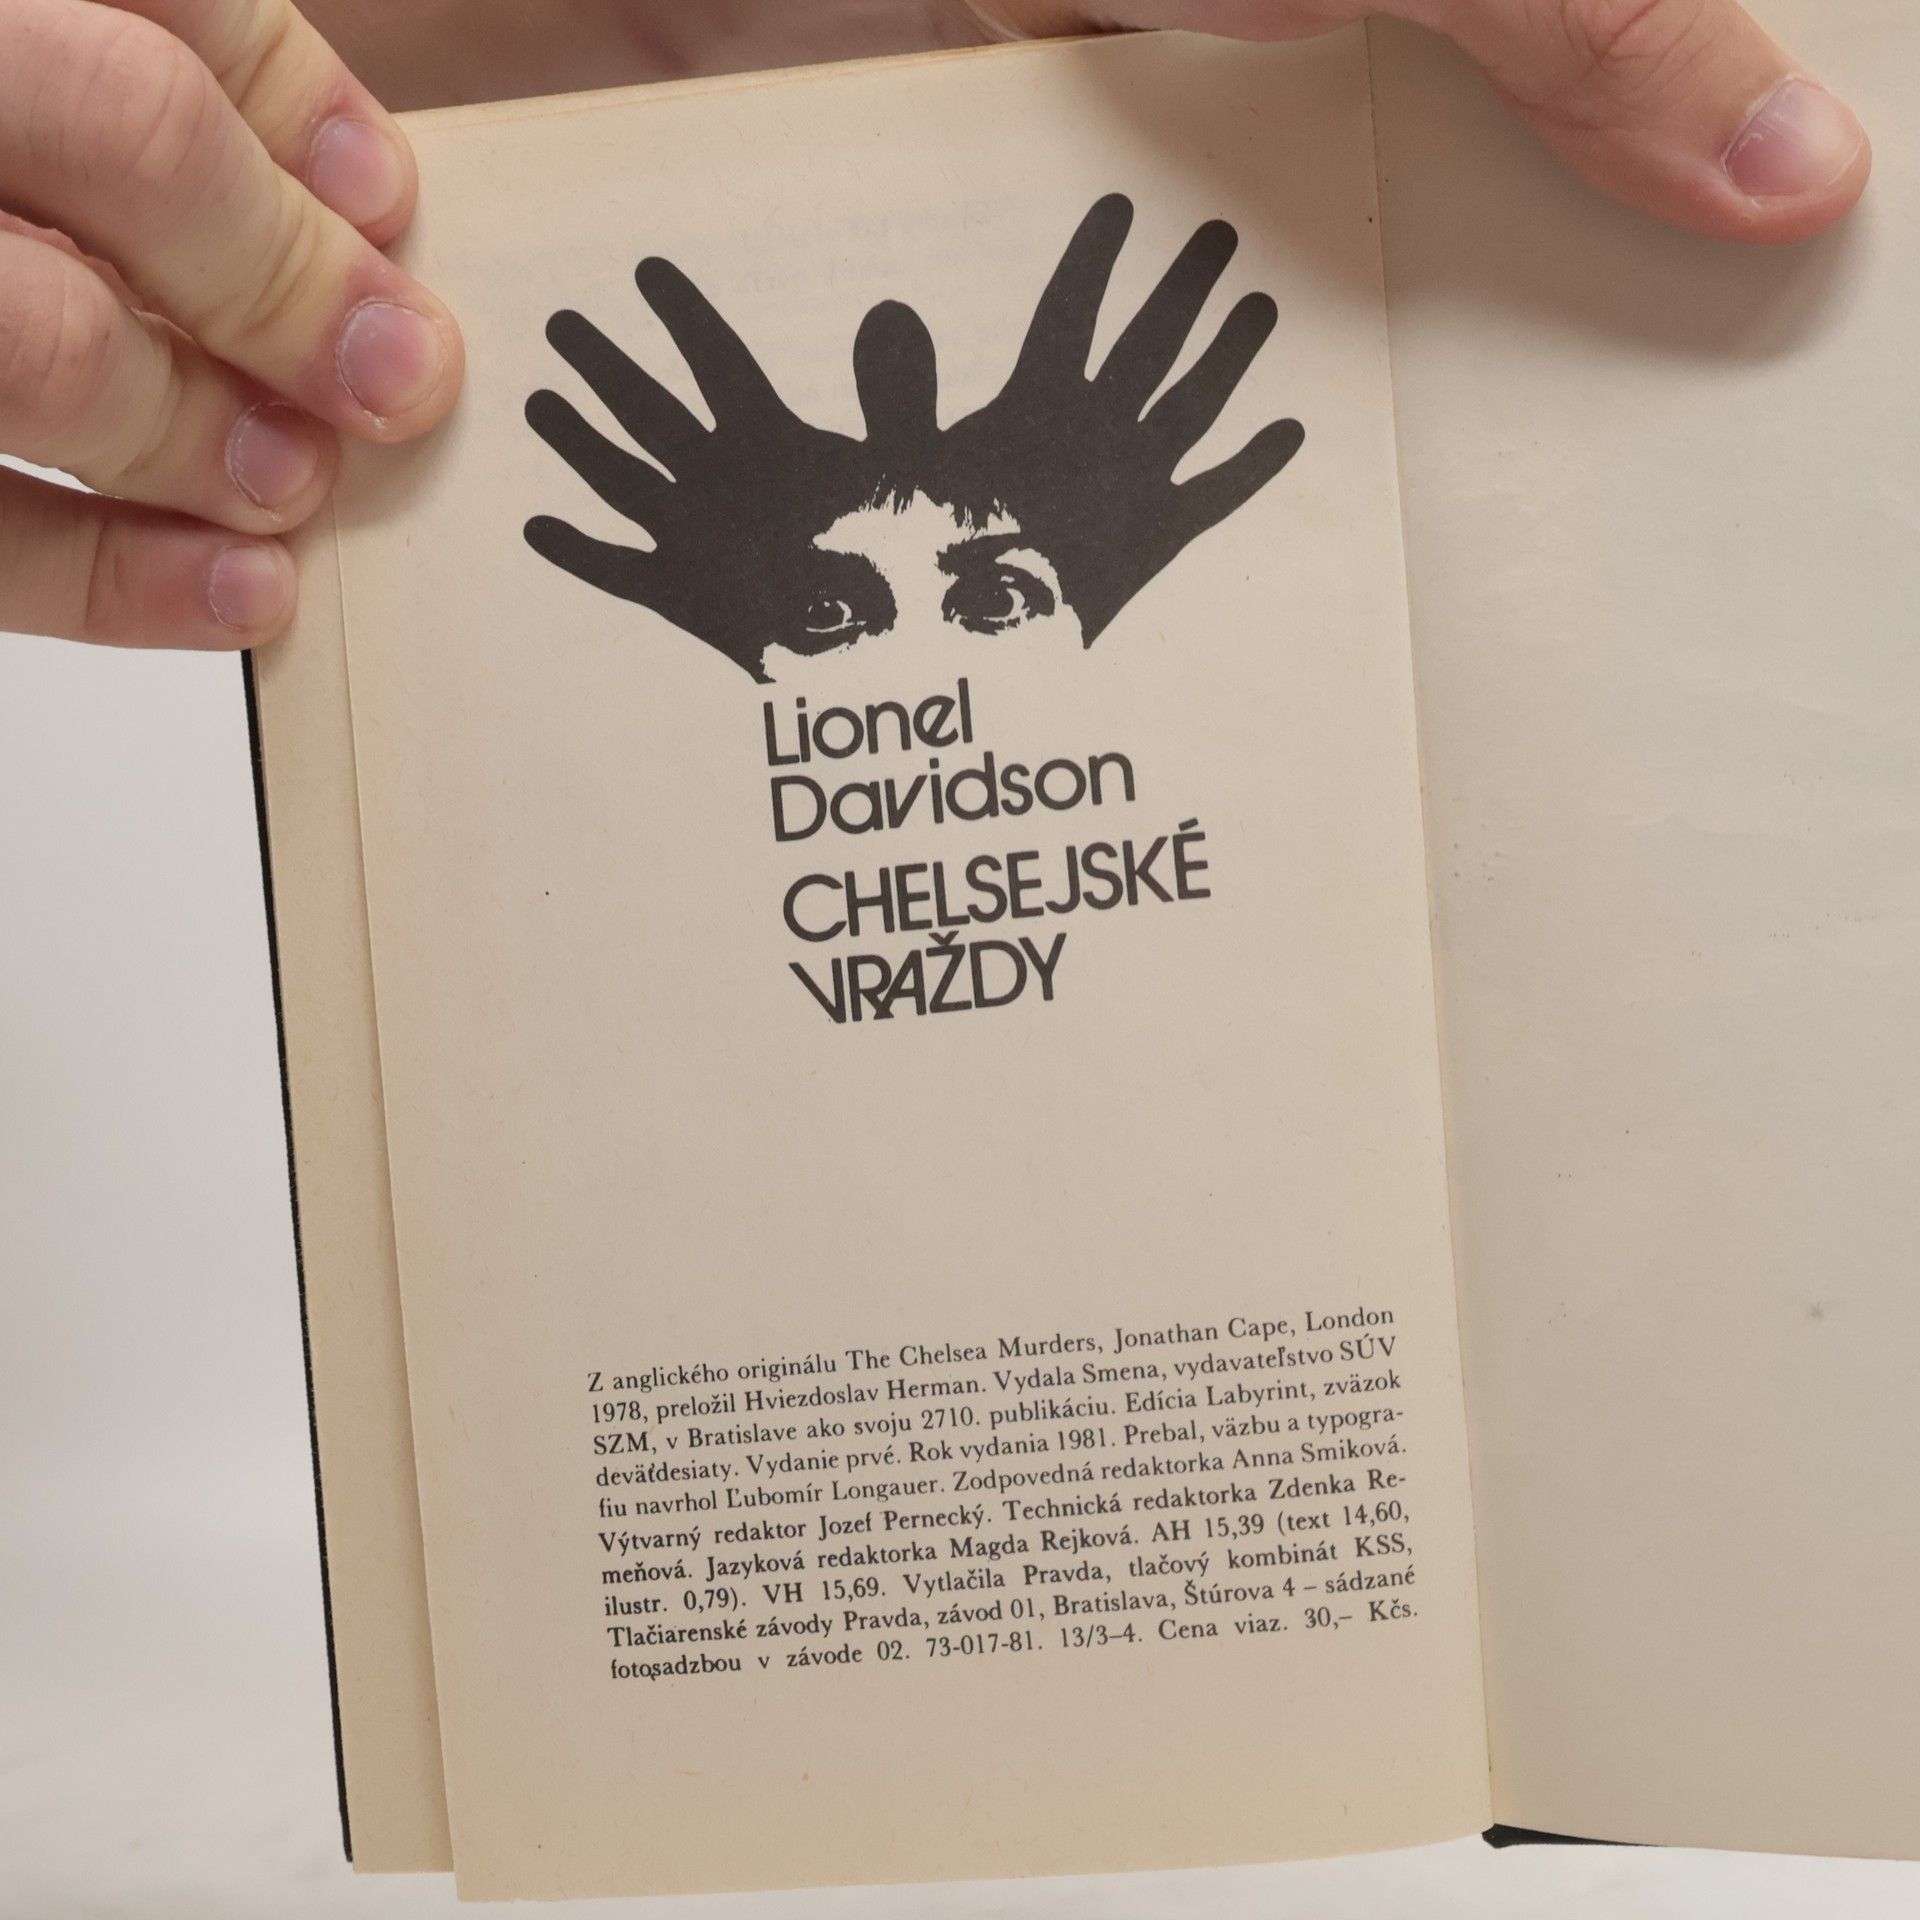 Lionel
Davidson
CHELSEJSKÉ
VRAŽDY
Z anglického originálu The Chelsea Murders, Jonathan Cape, London
1978, preložil Hviezdoslav Herman. Vydala Smena, vydavateľstvo SÚV
SZM, v Bratislave ako svoju 2710. publikáciu. Edícia Labyrint, zväzok
deväťdesiaty. Vydanie prvé. Rok vydania 1981. Prebal, väzbu a typogra-
fiu navrhol Ľubomír Longauer. Zodpovedná redaktorka Anna Smiková.
Výtvarný redaktor Jozef Pernecký. Technická redaktorka Zdenka Re-
meňová. Jazyková redaktorka Magda Rejková. AH 15,39 (text 14,60,
ilustr. 0,79). VH 15,69. Vytlačila Pravda, tlačový kombinát KSS,
Tlačiarenské závody Pravda, závod 01, Bratislava, Štúrova 4 – sádzané
fotosadzbou v závode 02. 73-017-81. 13/3–4. Cena viaz. 30,– Kčs.